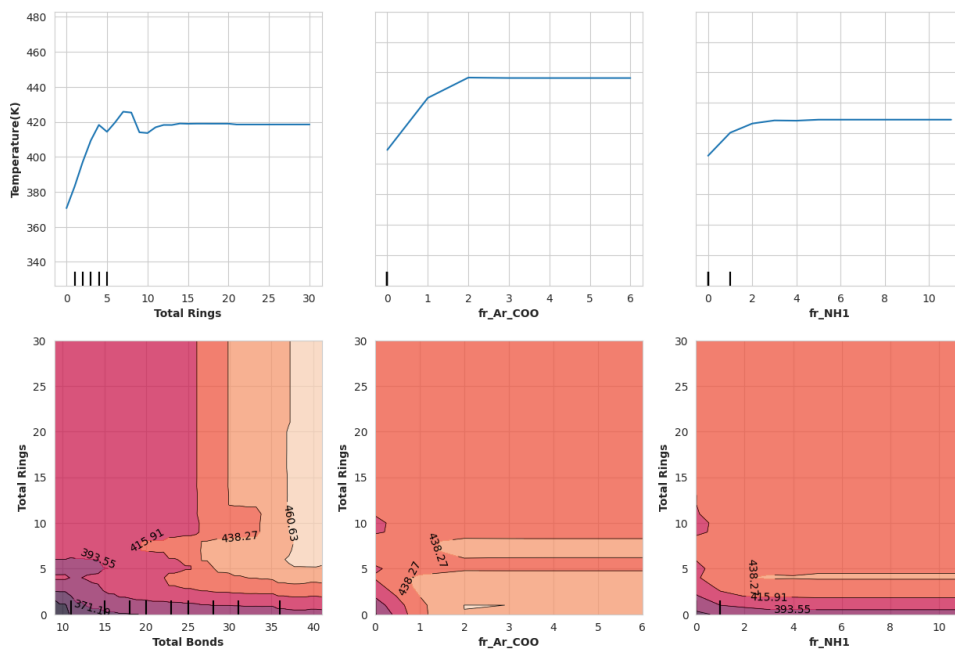 480
460
440
420
400
380
360
340
Temperature(K)
0 5 10 15 20 25 30
Total Rings
0 1 2 3 4 5 6
fr_Ar_COO
0 2 4 6 8 10
fr_NH1
30
25
20
15
10
5
0
Total Rings
371.19
393.55
415.91
438.27
460.63
10 15 20 25 30 35 40
Total Bonds
30
25
20
15
10
5
0
Total Rings
438.27
438.27
0 1 2 3 4 5 6
fr_Ar_COO
30
25
20
15
10
5
0
Total Rings
438.27
415.91
393.55
0 2 4 6 8 10
fr_NH1